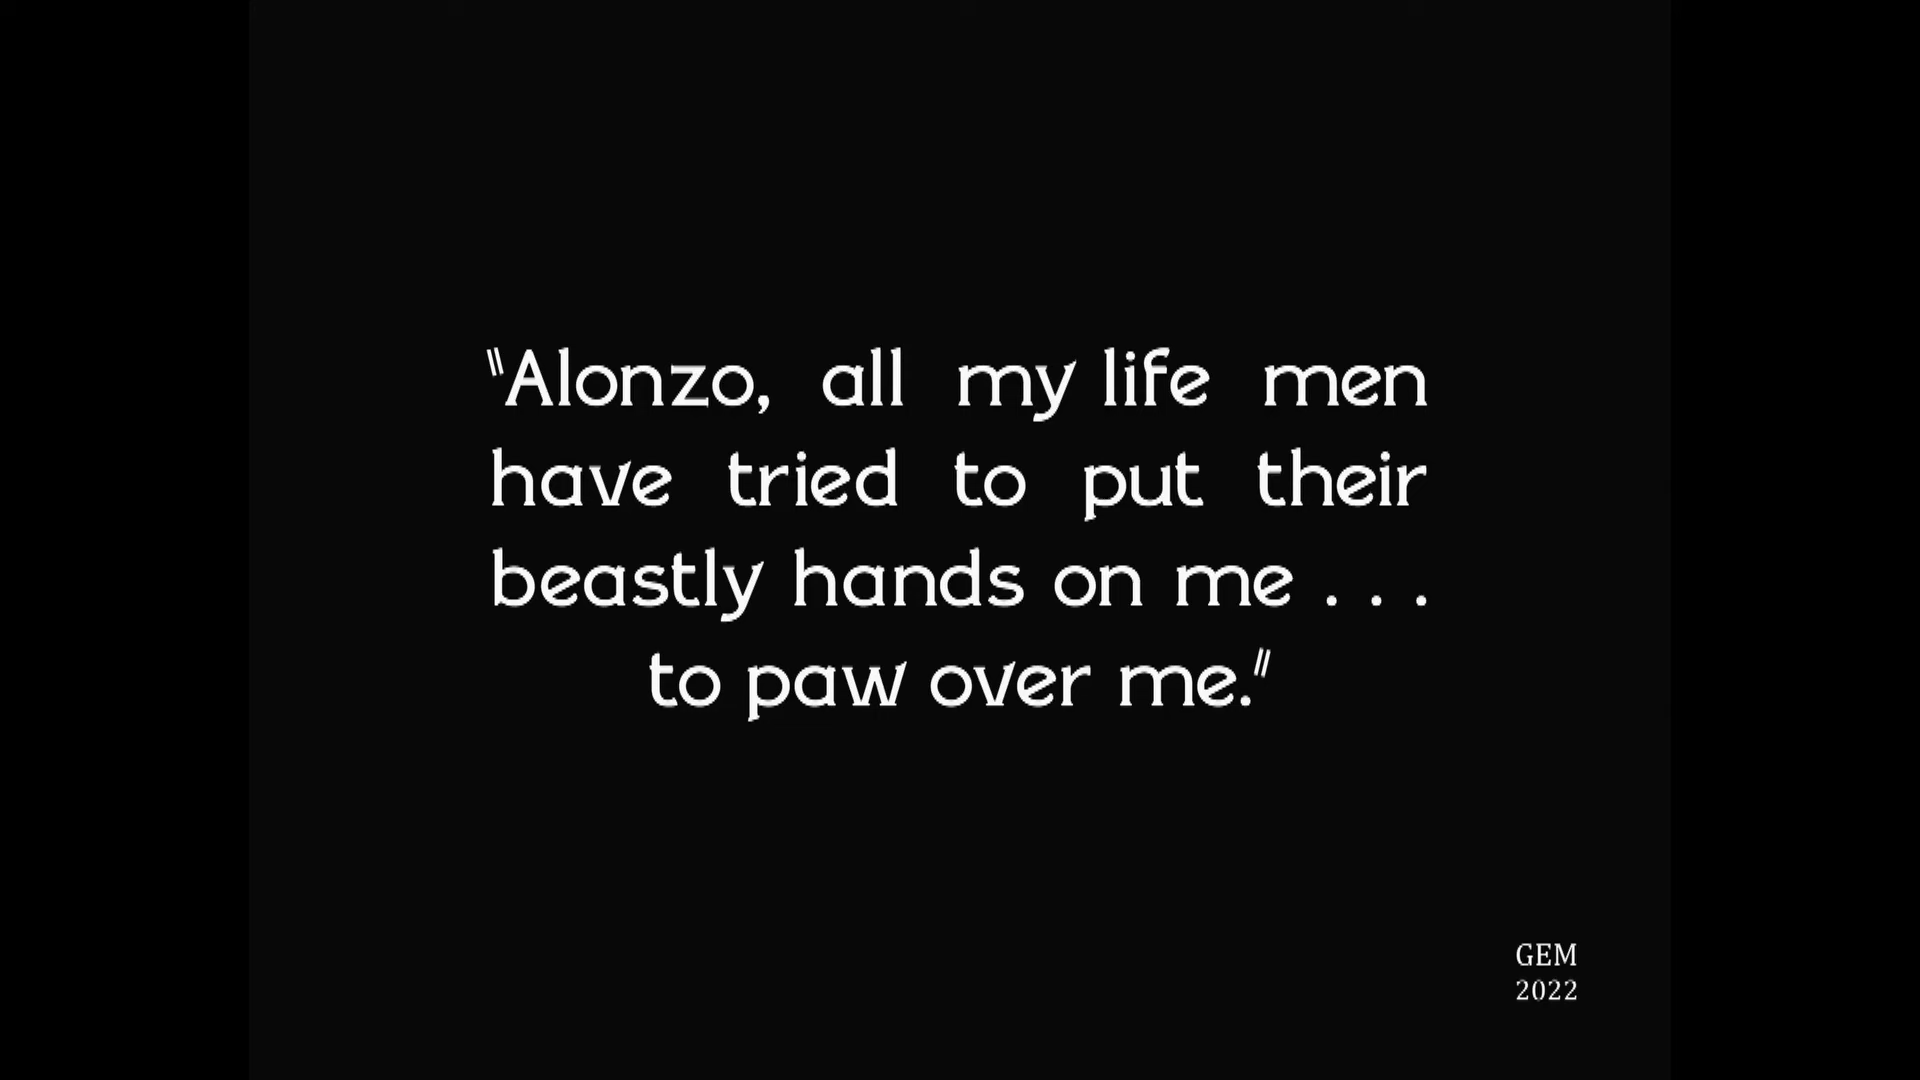 "Alonzo, all my life men
have tried to put their
beastly hands on me . . .
to paw over me."
GEM
2022